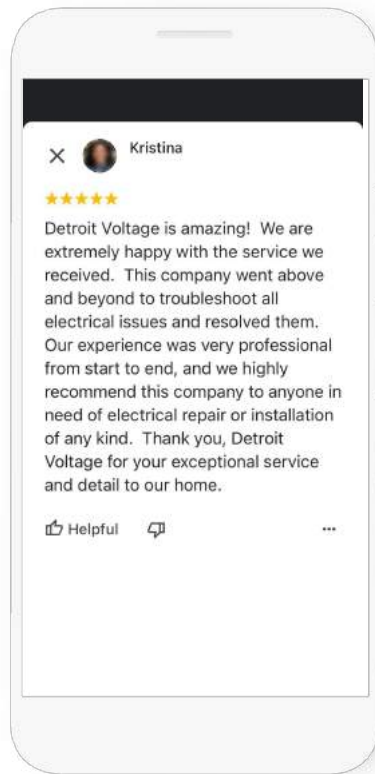 Kristina
Detroit Voltage is amazing!  We are
extremely happy with the service we
received.  This company went above
and beyond to troubleshoot all
electrical issues and resolved them.
Our experience was very professional
from start to end, and we highly
recommend this company to anyone in
need of electrical repair or installation
of any kind.  Thank you, Detroit
Voltage for your exceptional service
and detail to our home.
Helpful